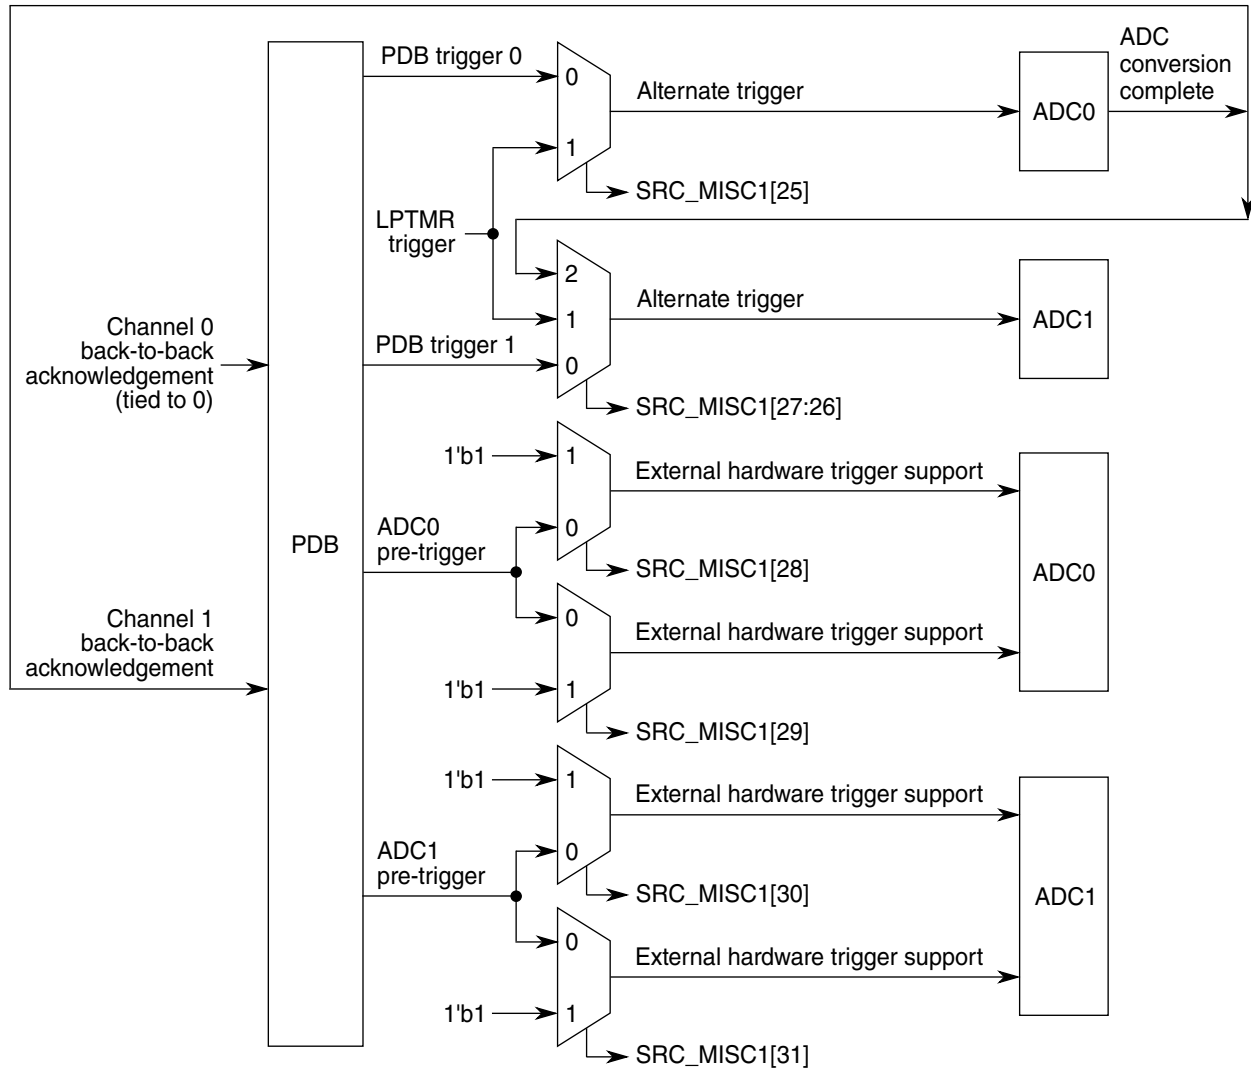 PDB trigger 0
0
Alternate trigger
ADC0
ADC
conversion
complete
1
SRC_MISC1[25]
LPTMR
trigger
2
Alternate trigger
ADC1
1
Channel 0
back-to-back
acknowledgement
(tied to 0)
PDB trigger 1
0
SRC_MISC1[27:26]
1'b1
1
External hardware trigger support
PDB
ADC0
pre-trigger
0
SRC_MISC1[28]
ADC0
Channel 1
back-to-back
acknowledgement
0
External hardware trigger support
1'b1
1
SRC_MISC1[29]
1'b1
1
External hardware trigger support
ADC1
pre-trigger
0
SRC_MISC1[30]
ADC1
0
External hardware trigger support
1'b1
1
SRC_MISC1[31]